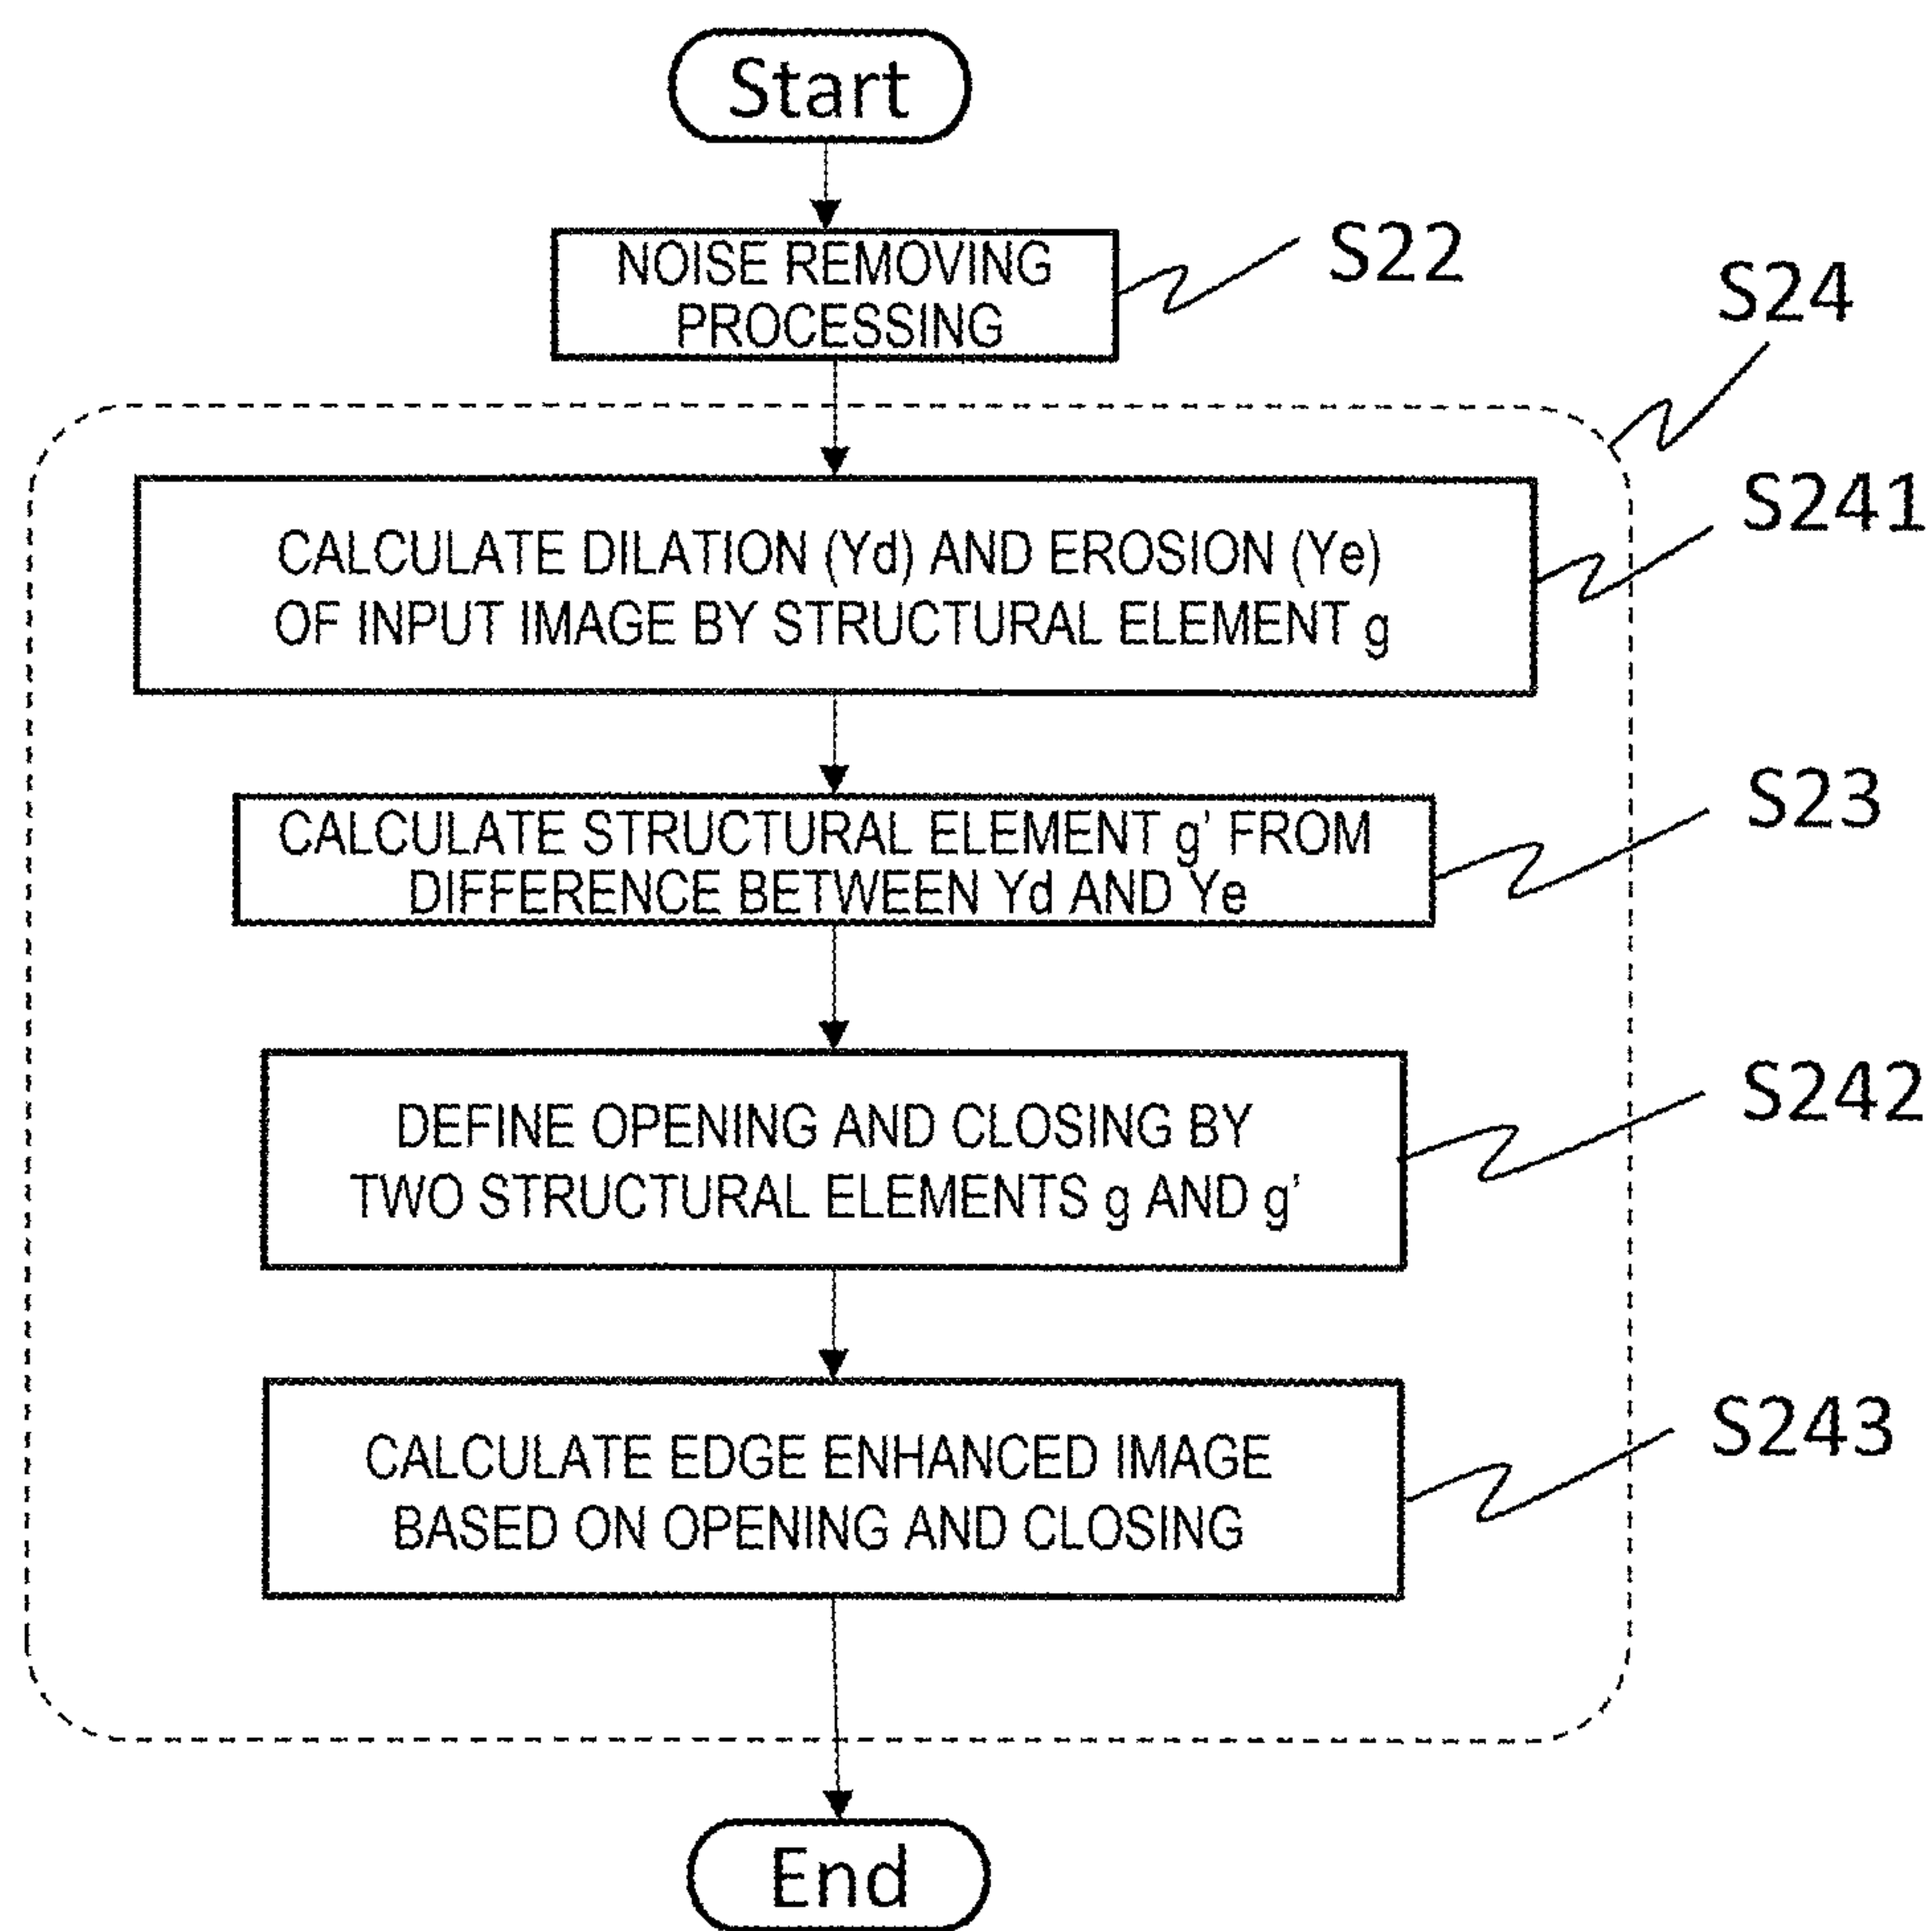 Start
NOISE REMOVING
PROCESSING
S22
S24
CALCULATE DILATION (Yd) AND EROSION (Ye)
OF INPUT IMAGE BY STRUCTURAL ELEMENT g
S241
CALCULATE STRUCTURAL ELEMENT g' FROM
DIFFERENCE BETWEEN Yd AND Ye
S23
DEFINE OPENING AND CLOSING BY
TWO STRUCTURAL ELEMENTS g AND g'
S242
CALCULATE EDGE ENHANCED IMAGE
BASED ON OPENING AND CLOSING
S243
End